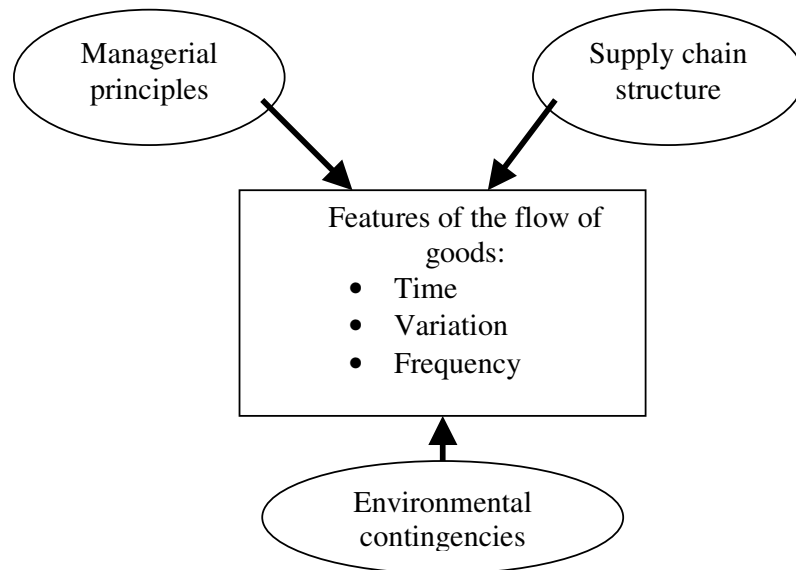 Managerial
principles
Supply chain
structure
Features of the flow of
goods:
• Time
• Variation
• Frequency
Environmental
contingencies